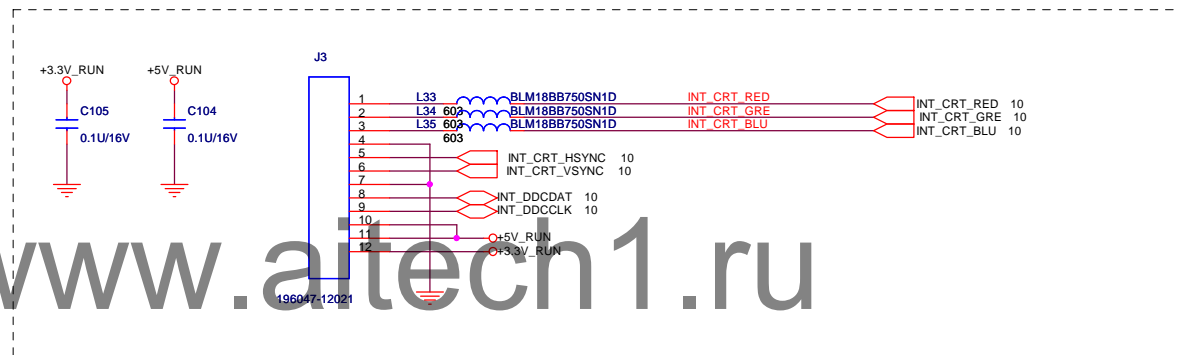 J3
+3.3V_RUN
+5V_RUN
C105
0.1U/16V
C104
0.1U/16V
1 L33 BLM18BB750SN1D INT_CRT_RED INT_CRT_RED 10
2 L34 603 BLM18BB750SN1D INT_CRT_GRE INT_CRT_GRE 10
3 L35 603 BLM18BB750SN1D INT_CRT_BLU INT_CRT_BLU 10
603
4
5 INT_CRT_HSYNC 10
6 INT_CRT_VSYNC 10
7
8 INT_DDCDAT 10
9 INT_DDCCLK 10
10
11 +5V_RUN
12 +3.3V_RUN
196047-12021
www.aitech1.ru